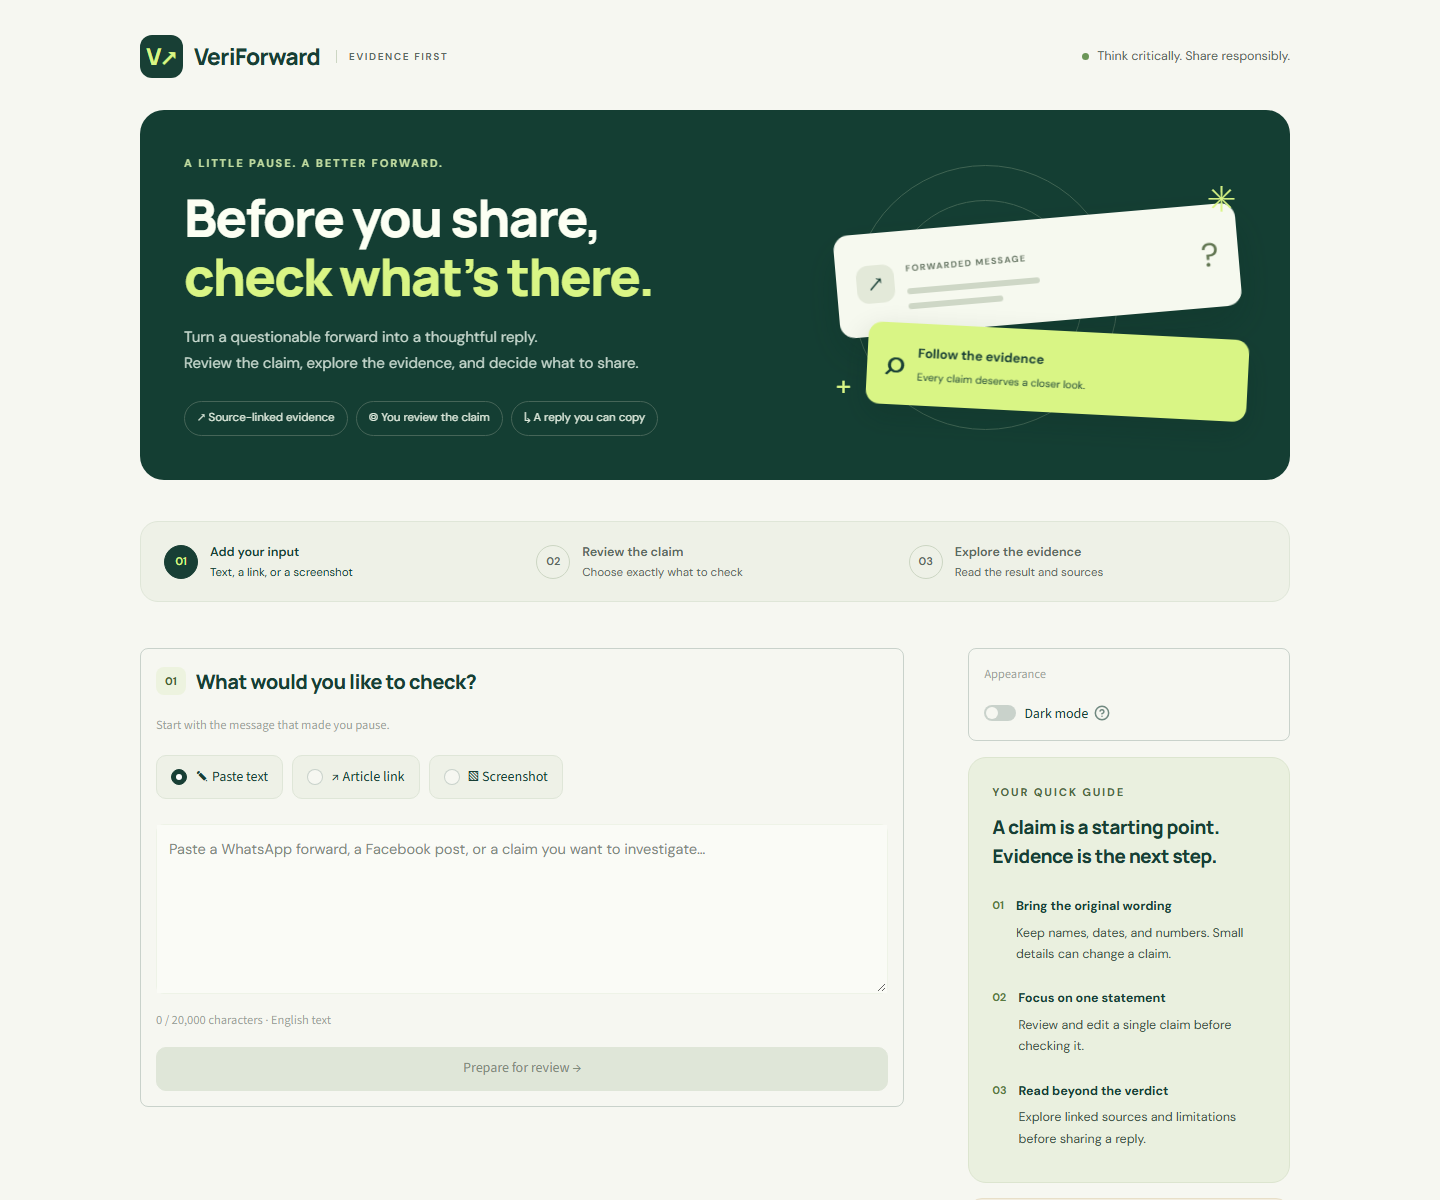 V↗ VeriForward
EVIDENCE FIRST
Think critically. Share responsibly.
A LITTLE PAUSE. A BETTER FORWARD.
Before you share,
check what's there.
Turn a questionable forward into a thoughtful reply.
Review the claim, explore the evidence, and decide what to share.
↗ Source-linked evidence
◎ You review the claim
↳ A reply you can copy
↗ FORWARDED MESSAGE
?
Follow the evidence
Every claim deserves a closer look.
+
01 Add your input
Text, a link, or a screenshot
02 Review the claim
Choose exactly what to check
03 Explore the evidence
Read the result and sources
01 What would you like to check?
Start with the message that made you pause.
✎ Paste text
↗ Article link
▧ Screenshot
Paste a WhatsApp forward, a Facebook post, or a claim you want to investigate…
0 / 20,000 characters · English text
Prepare for review →
Appearance
Dark mode ?
YOUR QUICK GUIDE
A claim is a starting point.
Evidence is the next step.
01 Bring the original wording
Keep names, dates, and numbers. Small
details can change a claim.
02 Focus on one statement
Review and edit a single claim before
checking it.
03 Read beyond the verdict
Explore linked sources and limitations
before sharing a reply.